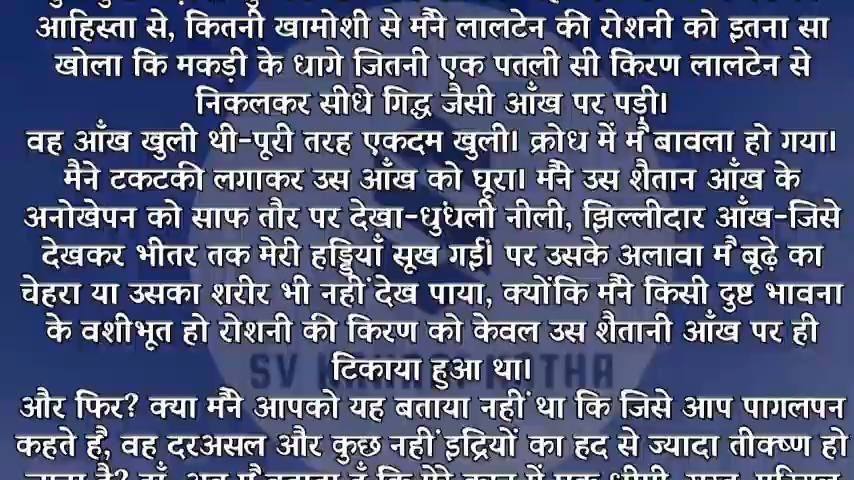 आहिस्ता से, कितनी खामोशी से मैंने लालटेन की रोशनी को इतना सा
खोला कि मकड़ी के धागे जितनी एक पतली सी किरण लालटेन से
निकलकर सीधे गिद्ध जैसी आँख पर पड़ी।
वह आँख खुली थी-पूरी तरह एकदम खुली। क्रोध में मैं बावला हो गया।
मैंने टकटकी लगाकर उस आँख को घूरा। मैंने उस शैतान आँख के
अनोखेपन को साफ तौर पर देखा-धुंधली नीली, झिल्लीदार आँख-जिसे
देखकर भीतर तक मेरी हड्डियाँ सूख गईं। पर उसके अलावा मैं बूढ़े का
चेहरा या उसका शरीर भी नहीं देख पाया, क्योंकि मैंने किसी दुष्ट भावना
के वशीभूत हो रोशनी की किरण को केवल उस शैतानी आँख पर ही
टिकाया हुआ था।
और फिर? क्या मैंने आपको यह बताया नहीं था कि जिसे आप पागलपन
कहते हैं, वह दरअसल और कुछ नहीं इंद्रियों का हद से ज्यादा तीक्ष्ण हो